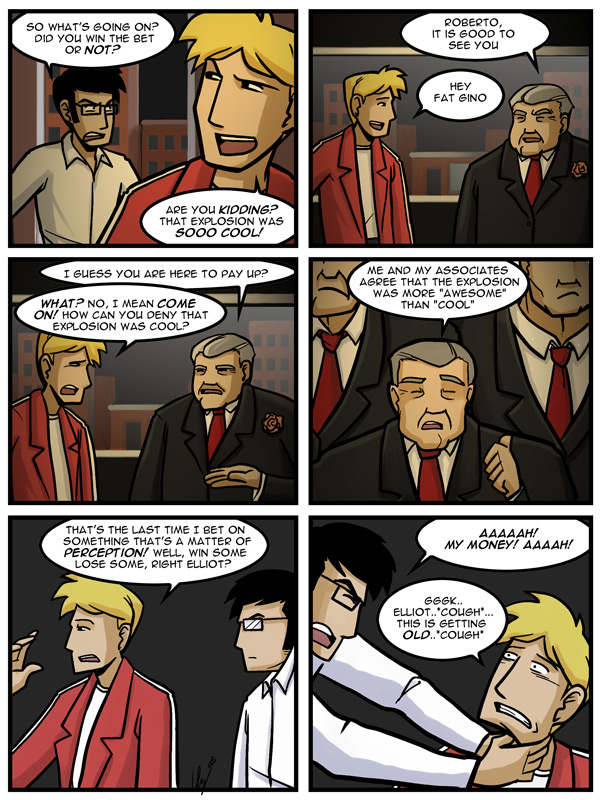 SO WHAT'S GOING ON?
DID YOU WIN THE BET
OR NOT?
ARE YOU KIDDING?
THAT EXPLOSION WAS
SOOO COOL!
ROBERTO,
IT IS GOOD TO
SEE YOU
HEY
FAT GINO
I GUESS YOU ARE HERE TO PAY UP?
WHAT? NO, I MEAN COME
ON! HOW CAN YOU DENY THAT
EXPLOSION WAS COOL?
ME AND MY ASSOCIATES
AGREE THAT THE EXPLOSION
WAS MORE "AWESOME"
THAN "COOL"
THAT'S THE LAST TIME I BET ON
SOMETHING THAT'S A MATTER OF
PERCEPTION! WELL, WIN SOME
LOSE SOME, RIGHT ELLIOT?
AAAAAH!
MY MONEY! AAAAH!
GGGK..
ELLIOT..*COUGH*...
THIS IS GETTING
OLD..*COUGH*